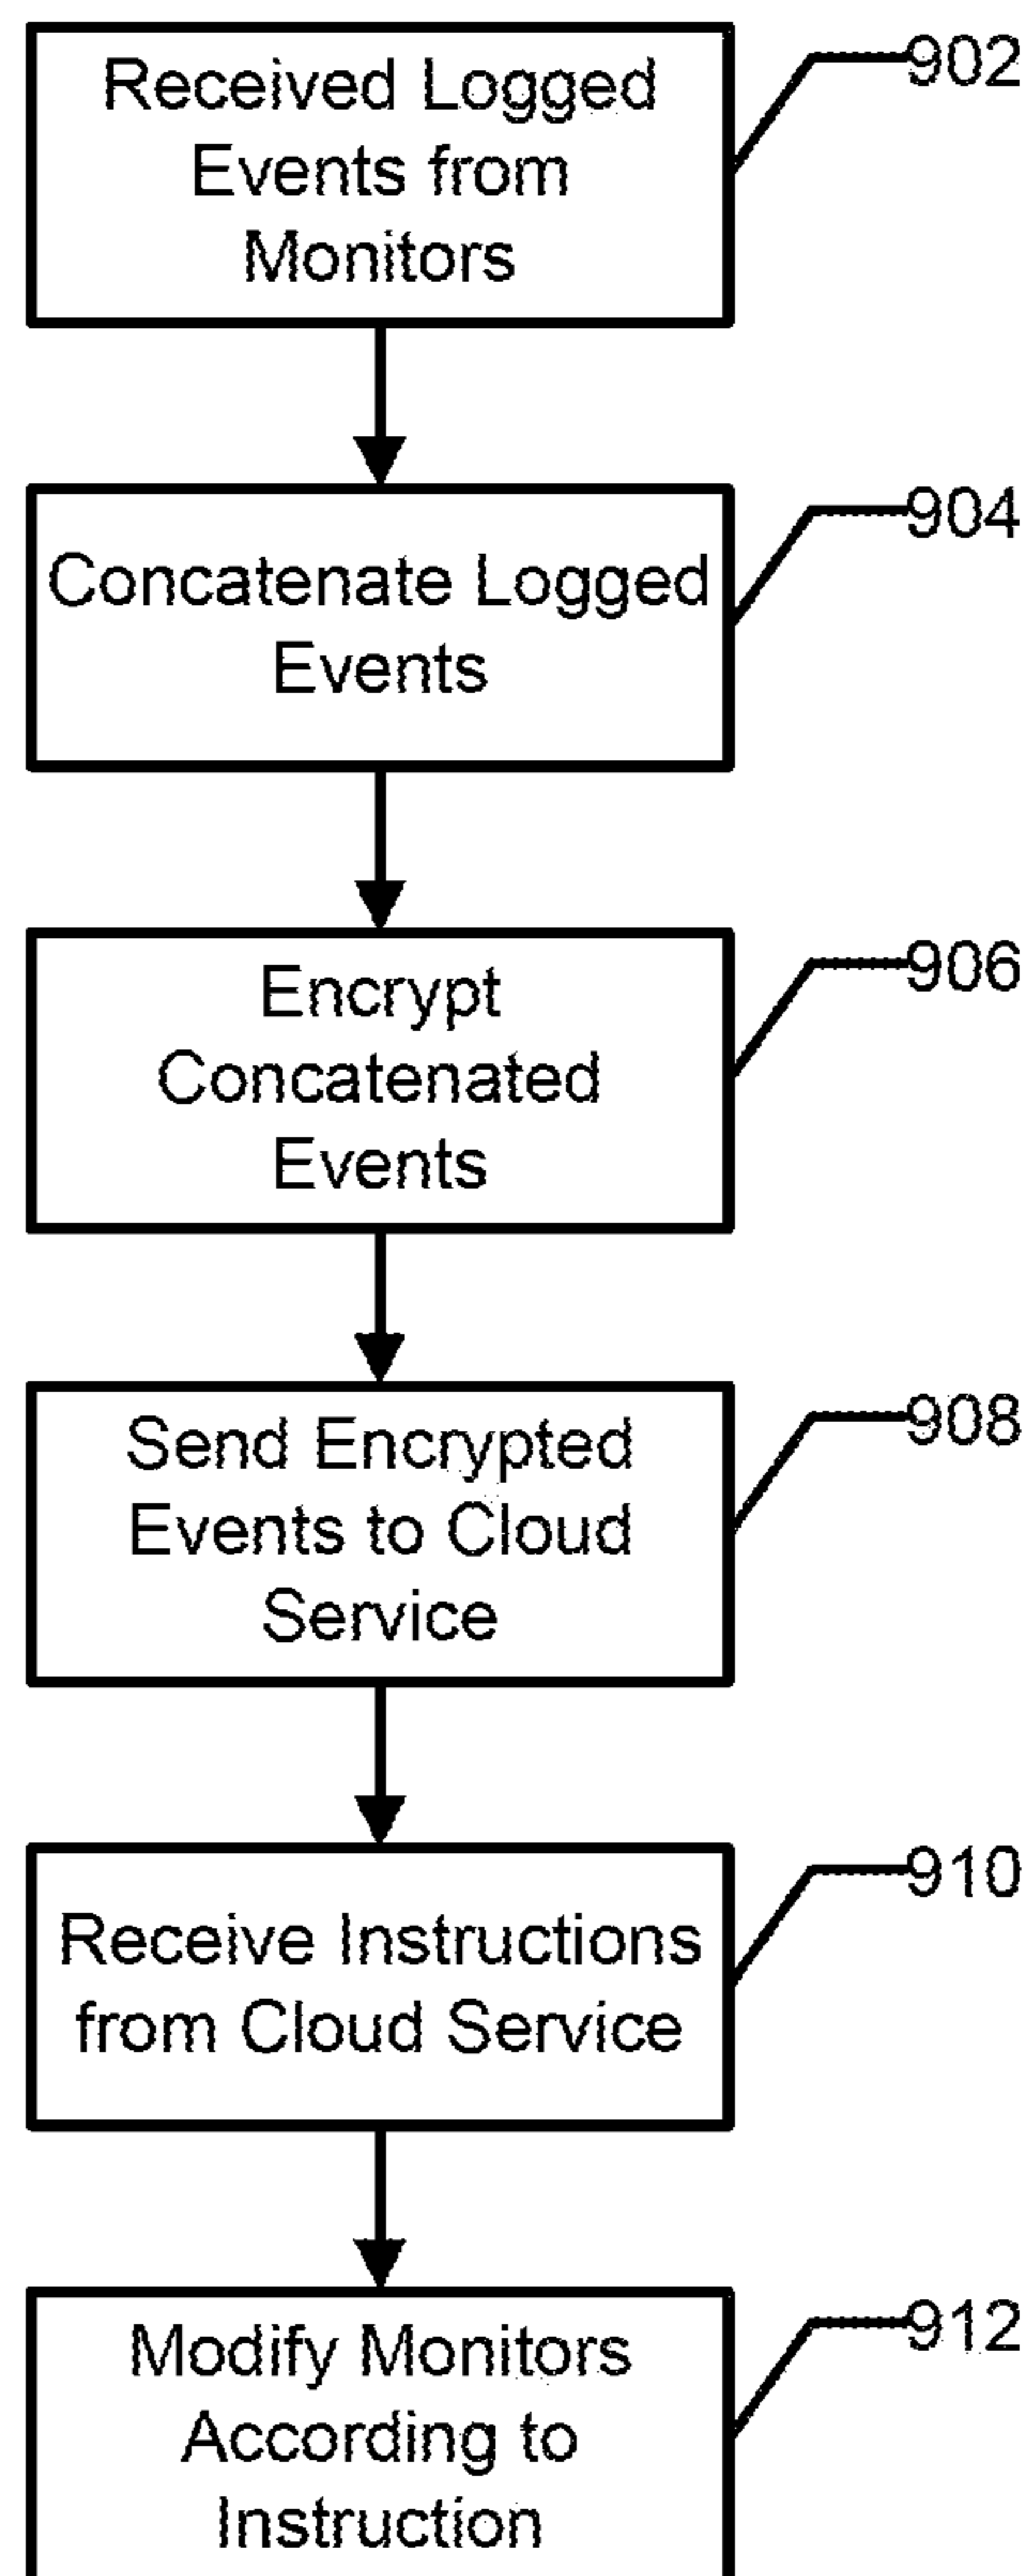 Received Logged
Events from
Monitors
902
Concatenate Logged
Events
904
Encrypt
Concatenated
Events
906
Send Encrypted
Events to Cloud
Service
908
Receive Instructions
from Cloud Service
910
Modify Monitors
According to
Instruction
912